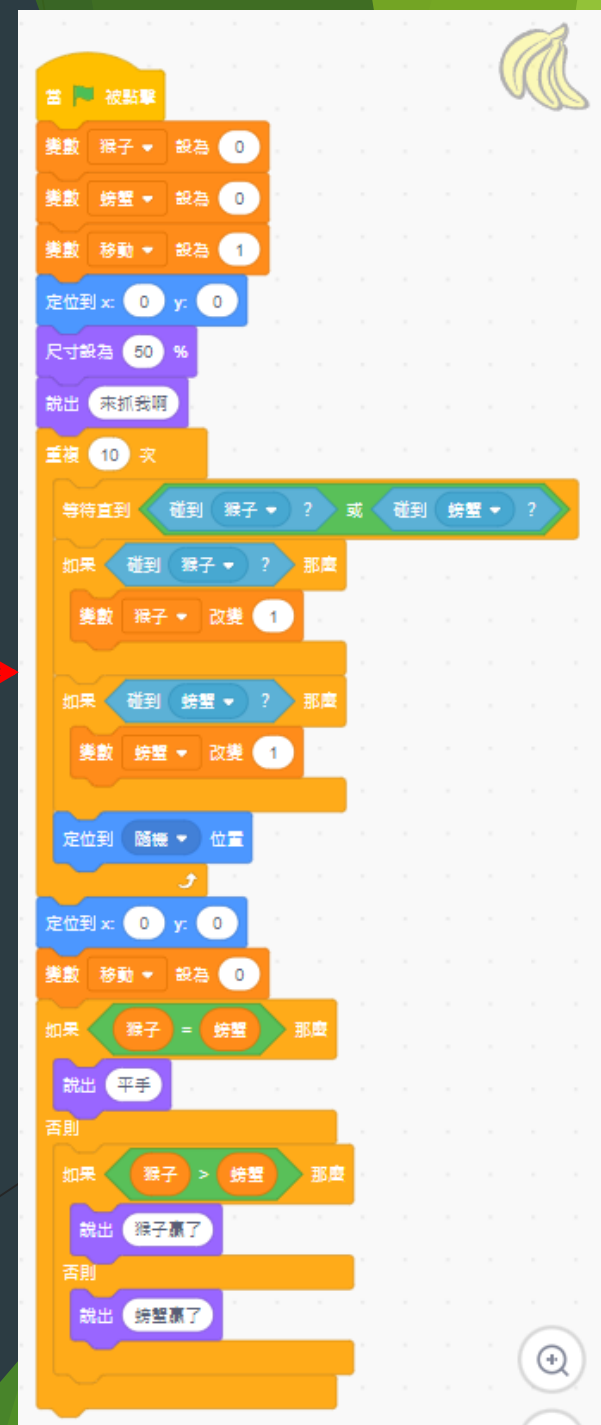 當 被點擊
變數 猴子 設為 0
變數 螃蟹 設為 0
變數 移動 設為 1
定位到 x: 0 y: 0
尺寸設為 50 %
說出 來抓我啊
重複 10 次
等待直到 碰到 猴子 ? 或 碰到 螃蟹 ?
如果 碰到 猴子 ? 那麼
變數 猴子 改變 1
如果 碰到 螃蟹 ? 那麼
變數 螃蟹 改變 1
定位到 隨機 位置
定位到 x: 0 y: 0
變數 移動 設為 0
如果 猴子 = 螃蟹 那麼
說出 平手
否則
如果 猴子 > 螃蟹 那麼
說出 猴子贏了
否則
說出 螃蟹贏了